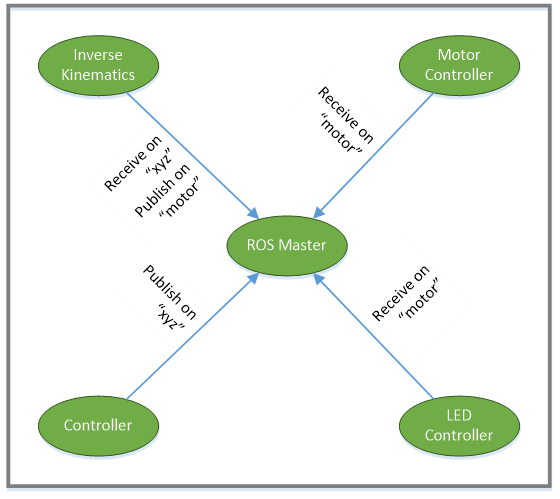 Inverse
Kinematics
Motor
Controller
Receive on
“xyz”
Publish on
“motor”
Receive on
“motor”
ROS Master
Publish on
“xyz”
Receive on
“motor”
Controller
LED
Controller